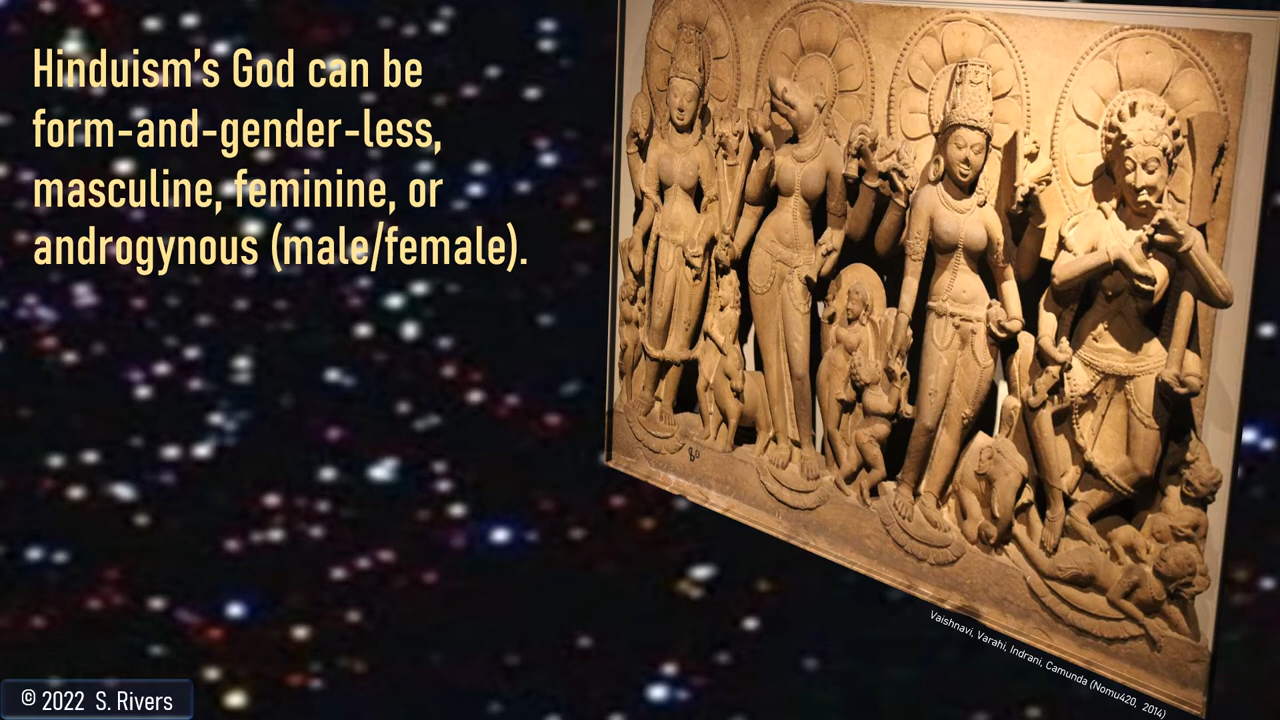 Hinduism’s God can be
form-and-gender-less,
masculine, feminine, or
androgynous (male/female).
80
Vaishnavi, Varahi, Indrani, Camunda (Nomu420, 2014)
© 2022 S. Rivers